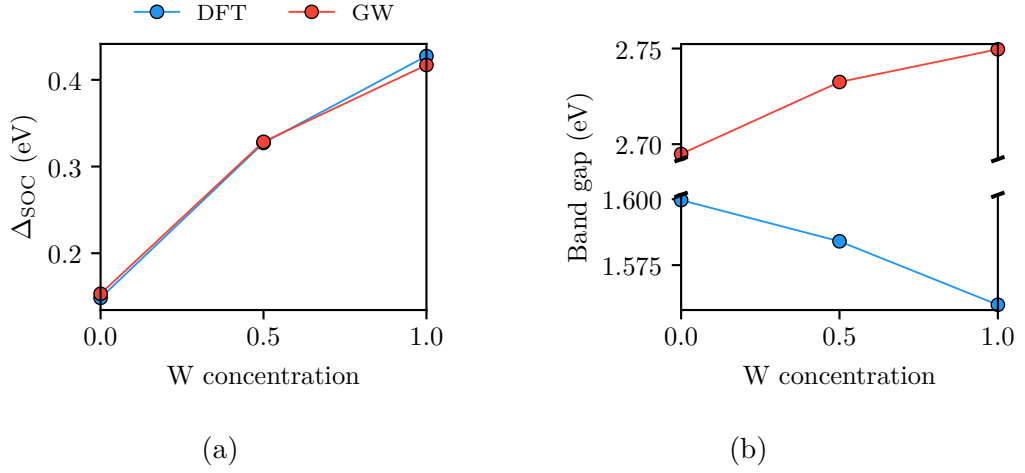 DFT GW
0.4
0.3
0.2
Δ_SOC (eV)
0.0 0.5 1.0
W concentration
(a)
2.75
2.70
1.600
1.575
Band gap (eV)
0.0 0.5 1.0
W concentration
(b)